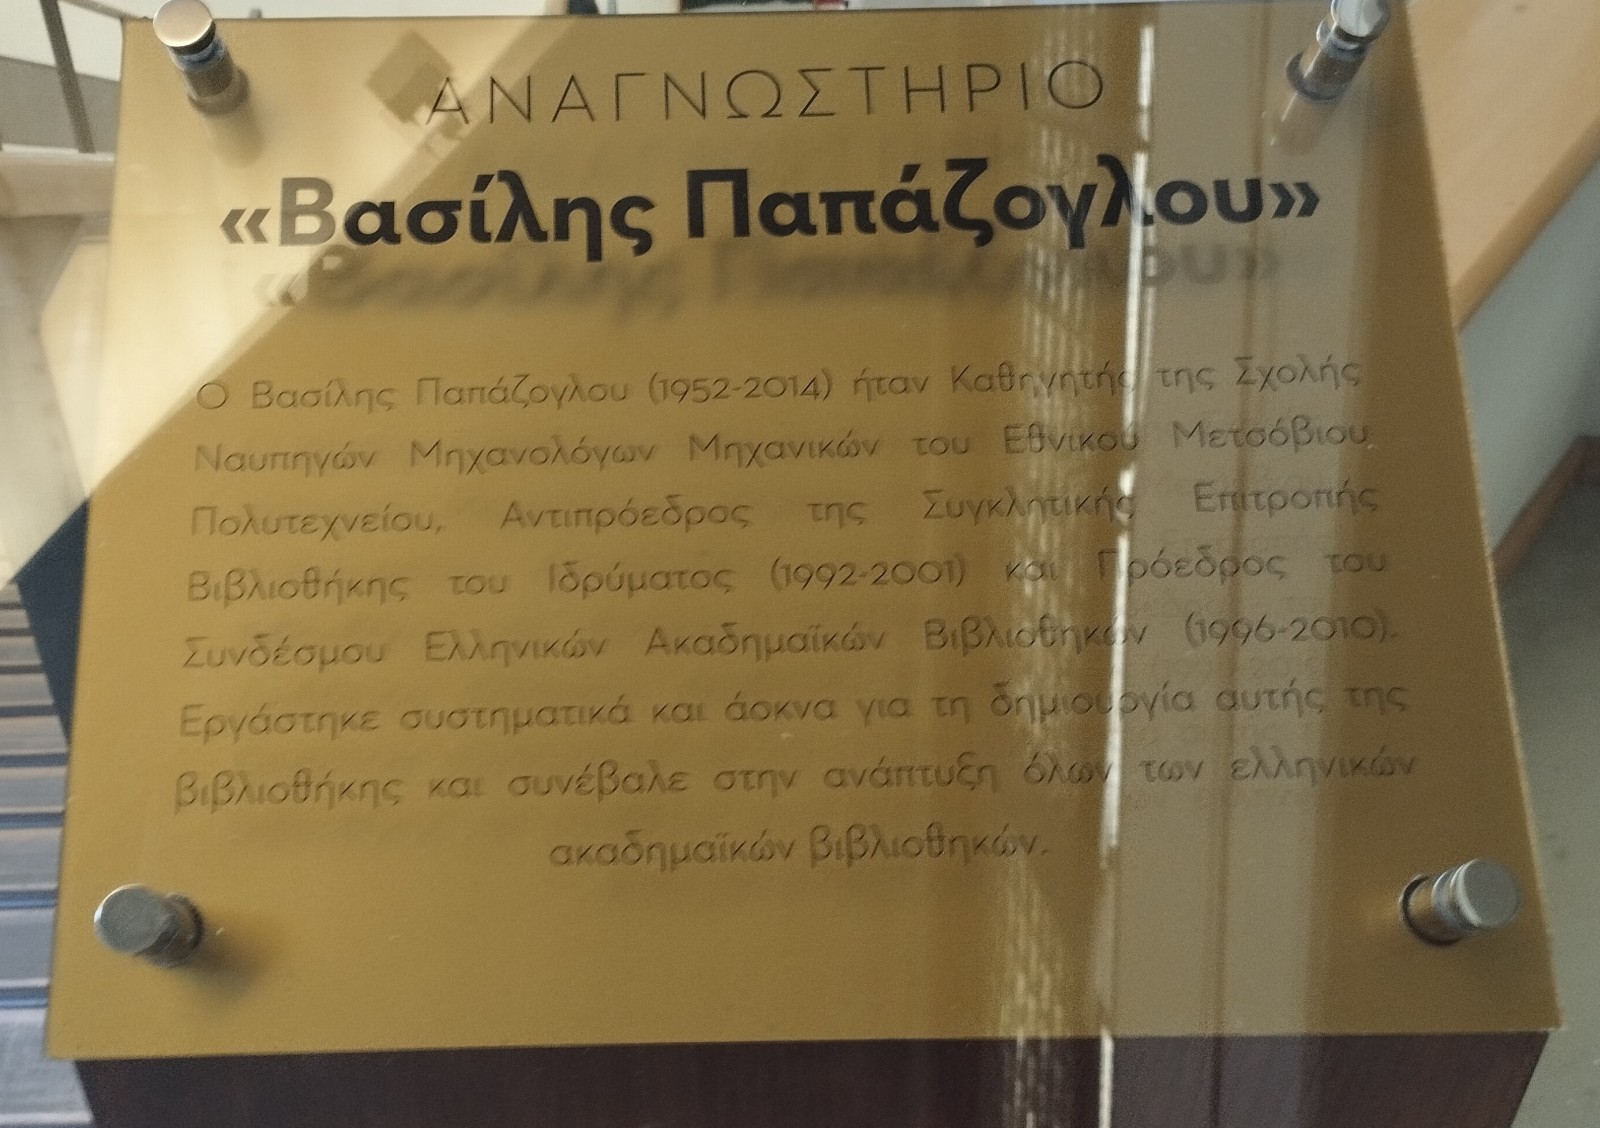 ΑΝΑΓΝΩΣΤΗΡΙΟ
«Βασίλης Παπάζογλου»
Ο Βασίλης Παπάζογλου (1952-2014) ήταν Καθηγητής της Σχολής
Ναυπηγών Μηχανολόγων Μηχανικών του Εθνικού Μετσόβιου
Πολυτεχνείου, Αντιπρόεδρος της Συγκλητικής Επιτροπής
Βιβλιοθήκης του Ιδρύματος (1992-2001) και Πρόεδρος του
Συνδέσμου Ελληνικών Ακαδημαϊκών Βιβλιοθηκών (1996-2010).
Εργάστηκε συστηματικά και άοκνα για τη δημιουργία αυτής της
βιβλιοθήκης και συνέβαλε στην ανάπτυξη όλων των ελληνικών
ακαδημαϊκών βιβλιοθηκών.